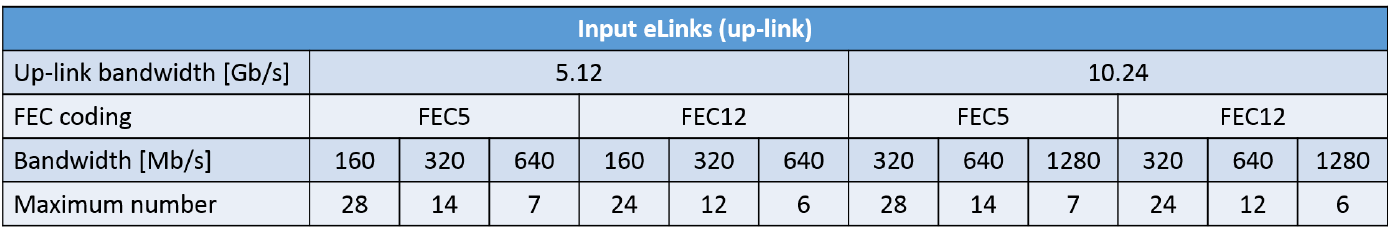 Input eLinks (up-link)
Up-link bandwidth [Gb/s] 5.12 10.24
FEC coding FEC5 FEC12 FEC5 FEC12
Bandwidth [Mb/s] 160 320 640 160 320 640 320 640 1280 320 640 1280
Maximum number 28 14 7 24 12 6 28 14 7 24 12 6